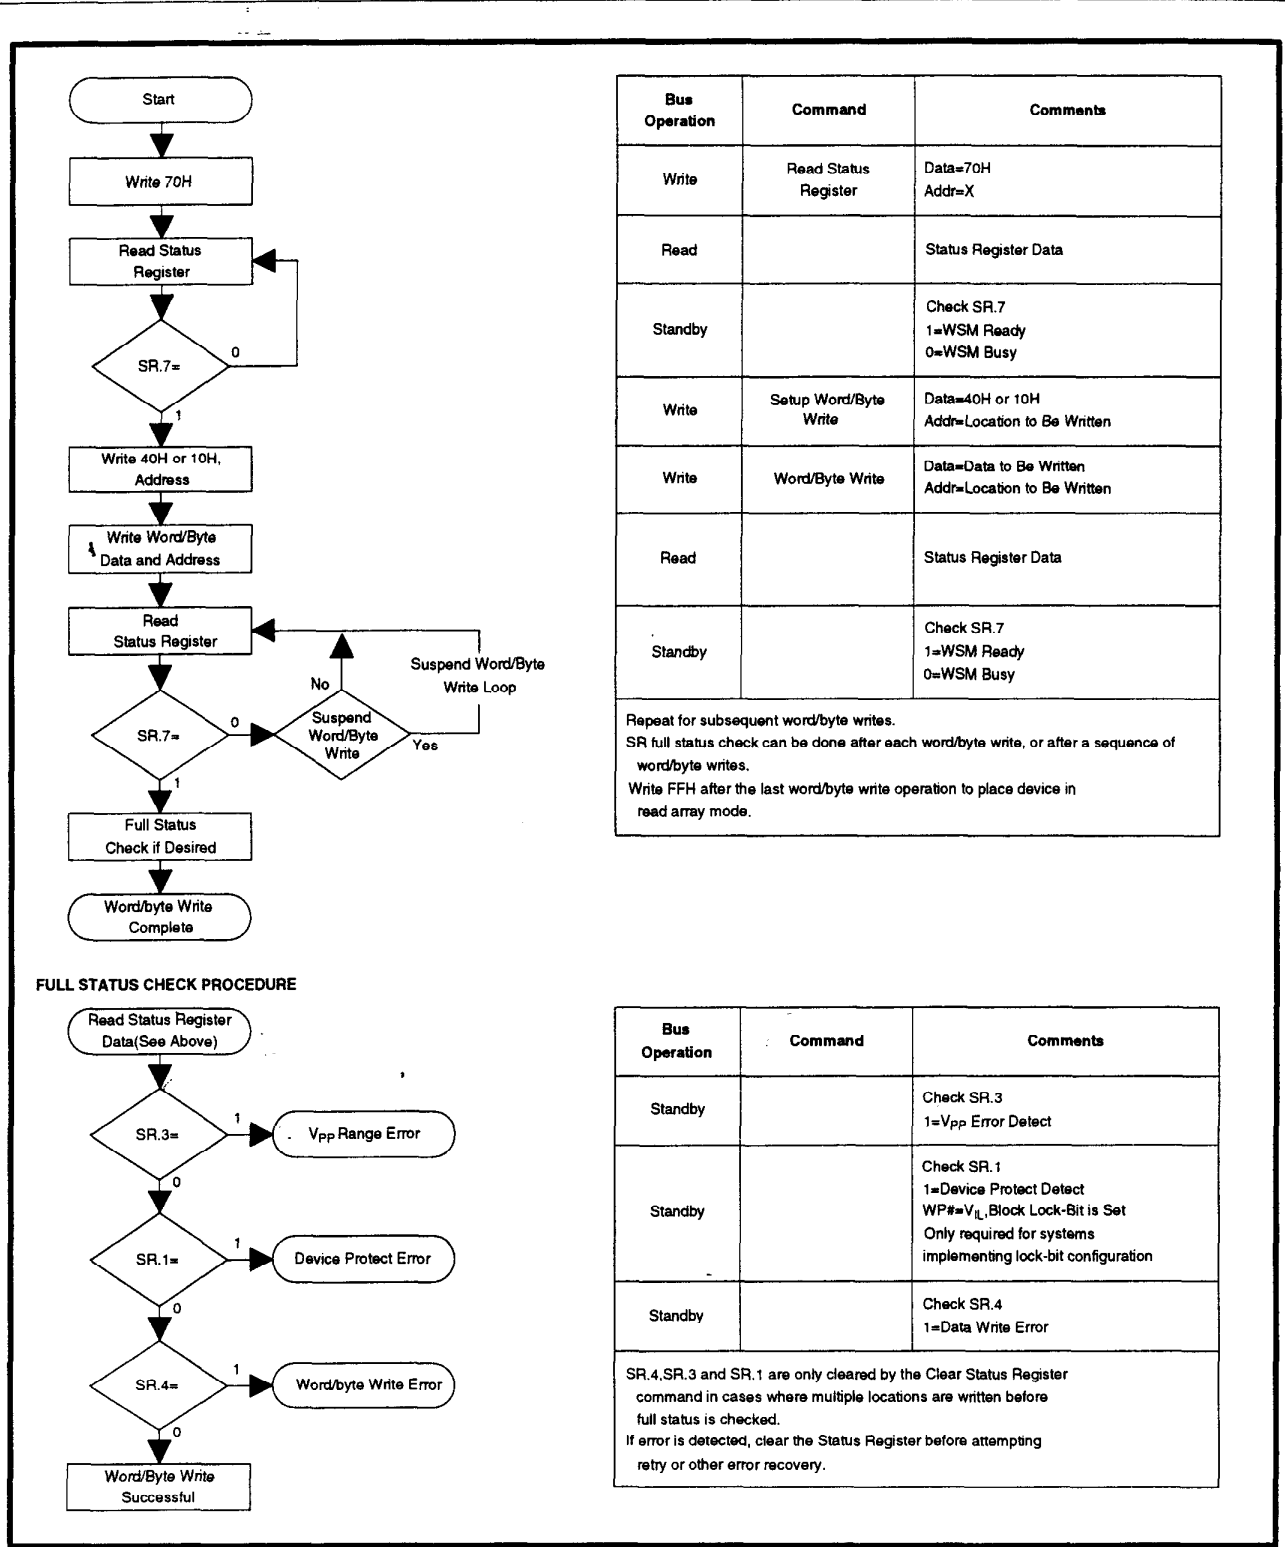 Start
Write 70H
Read Status
Register
SR.7=
0
1
Write 40H or 10H,
Address
Write Word/Byte
Data and Address
Read
Status Register
SR.7=
0
1
No
Suspend
Word/Byte
Write
Yes
Suspend Word/Byte
Write Loop
Full Status
Check if Desired
Word/byte Write
Complete
Bus
Operation
Command
Comments
Write
Read Status
Register
Data=70H
Addr=X
Read
Status Register Data
Standby
Check SR.7
1=WSM Ready
0=WSM Busy
Write
Setup Word/Byte
Write
Data=40H or 10H
Addr=Location to Be Written
Write
Word/Byte Write
Data=Data to Be Written
Addr=Location to Be Written
Read
Status Register Data
Standby
Check SR.7
1=WSM Ready
0=WSM Busy
Repeat for subsequent word/byte writes.
SR full status check can be done after each word/byte write, or after a sequence of
word/byte writes.
Write FFH after the last word/byte write operation to place device in
read array mode.
FULL STATUS CHECK PROCEDURE
Read Status Register
Data(See Above)
SR.3=
1
VPP Range Error
0
SR.1=
1
Device Protect Error
0
SR.4=
1
Word/byte Write Error
0
Word/Byte Write
Successful
Bus
Operation
Command
Comments
Standby
Check SR.3
1=VPP Error Detect
Standby
Check SR.1
1=Device Protect Detect
WP#=VIL,Block Lock-Bit is Set
Only required for systems
implementing lock-bit configuration
Standby
Check SR.4
1=Data Write Error
SR.4,SR.3 and SR.1 are only cleared by the Clear Status Register
command in cases where multiple locations are written before
full status is checked.
If error is detected, clear the Status Register before attempting
retry or other error recovery.